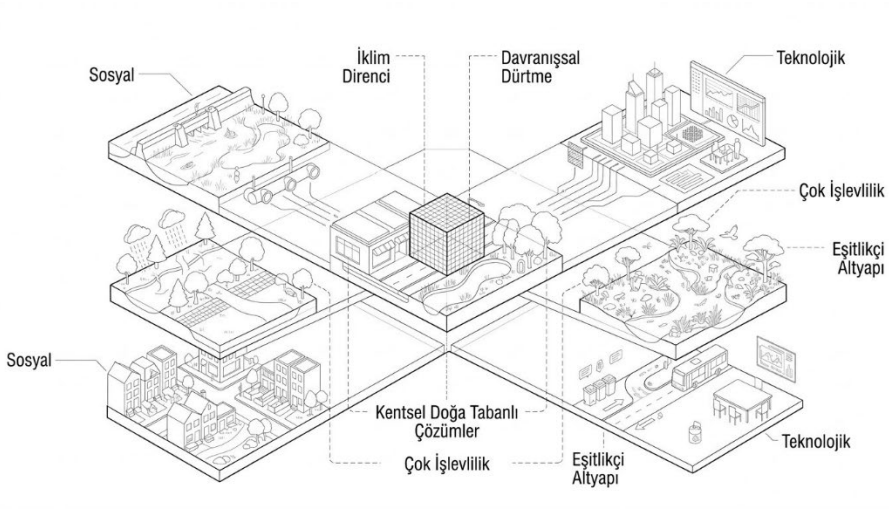 Sosyal
İklim
Direnci
Davranışsal
Dürtme
Teknolojik
Çok İşlevlilik
Eşitlikçi
Altyapı
Sosyal
Kentsel Doğa Tabanlı
Çözümler
Çok İşlevlilik
Eşitlikçi
Altyapı
Teknolojik